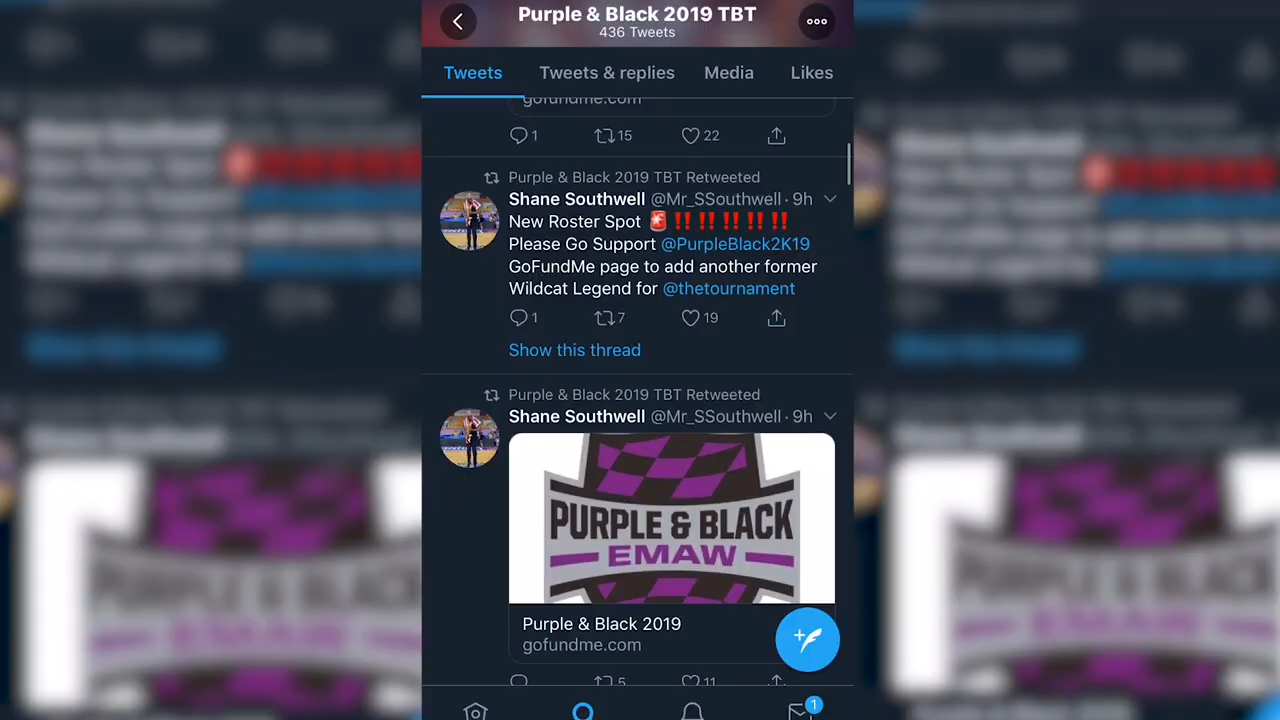 Purple & Black 2019 TBT
436 Tweets
Tweets Tweets & replies Media Likes
gofundme.com
1 15 22
Purple & Black 2019 TBT Retweeted
Shane Southwell @Mr_SSouthwell · 9h
New Roster Spot 🚨‼️‼️‼️‼️‼️
Please Go Support @PurpleBlack2K19
GoFundMe page to add another former
Wildcat Legend for @thetournament
1 7 19
Show this thread
Purple & Black 2019 TBT Retweeted
Shane Southwell @Mr_SSouthwell · 9h
PURPLE & BLACK
EMAW
Purple & Black 2019
gofundme.com
5 11
1